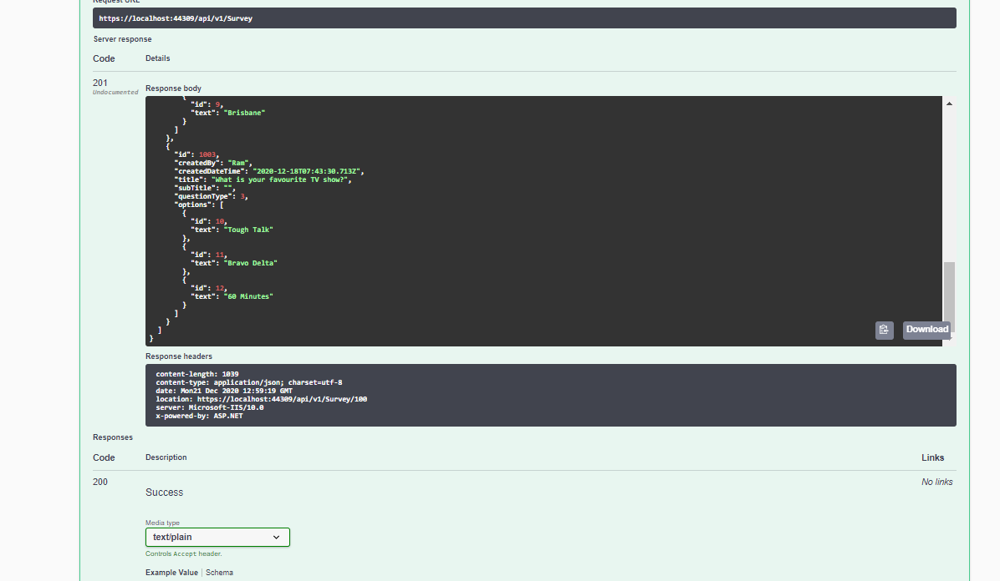 Request URL
https://localhost:44309/api/v1/Survey
Server response
Code Details
201
Undocumented
Response body
{
"id": 9,
"text": "Brisbane"
}
]
},
{
"id": 1003,
"createdBy": "Ram",
"createdDateTime": "2020-12-18T07:43:30.713Z",
"title": "What is your favourite TV show?",
"subTitle": "",
"questionType": 3,
"options": [
{
"id": 10,
"text": "Tough Talk"
},
{
"id": 11,
"text": "Bravo Delta"
},
{
"id": 12,
"text": "60 Minutes"
}
]
}
]
}
Download
Response headers
content-length: 1039
content-type: application/json; charset=utf-8
date: Mon21 Dec 2020 12:59:19 GMT
location: https://localhost:44309/api/v1/Survey/100
server: Microsoft-IIS/10.0
x-powered-by: ASP.NET
Responses
Code Description Links
200 No links
Success
Media type
text/plain
Controls Accept header.
Example Value | Schema